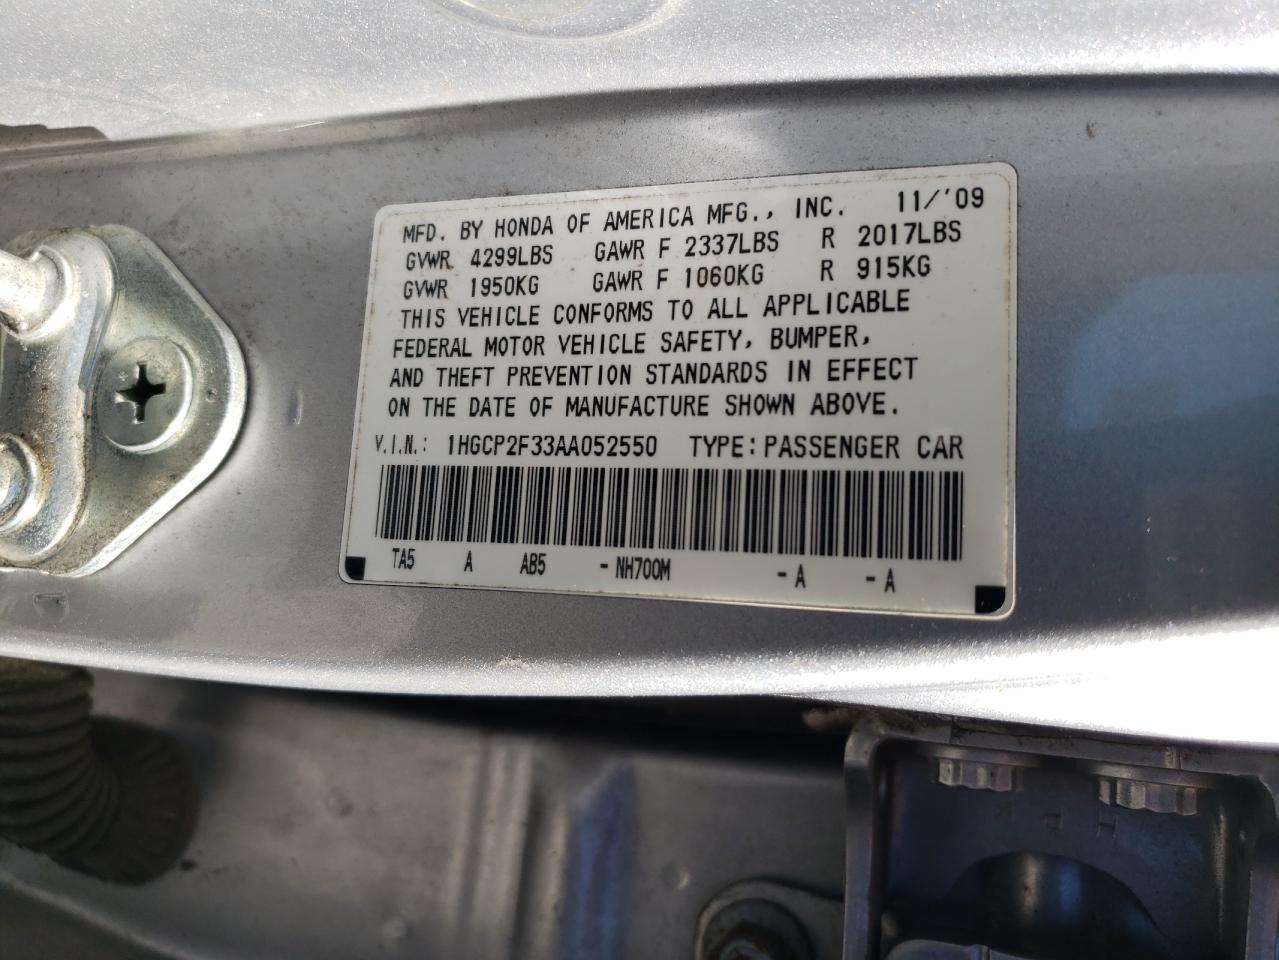 MFD. BY HONDA OF AMERICA MFG., INC. 11/'09
GVWR 4299LBS GAWR F 2337LBS R 2017LBS
GVWR 1950KG GAWR F 1060KG R 915KG
THIS VEHICLE CONFORMS TO ALL APPLICABLE
FEDERAL MOTOR VEHICLE SAFETY, BUMPER,
AND THEFT PREVENTION STANDARDS IN EFFECT
ON THE DATE OF MANUFACTURE SHOWN ABOVE.
V.I.N.: 1HGCP2F33AA052550 TYPE: PASSENGER CAR
TA5 A AB5 -NH700M -A -A